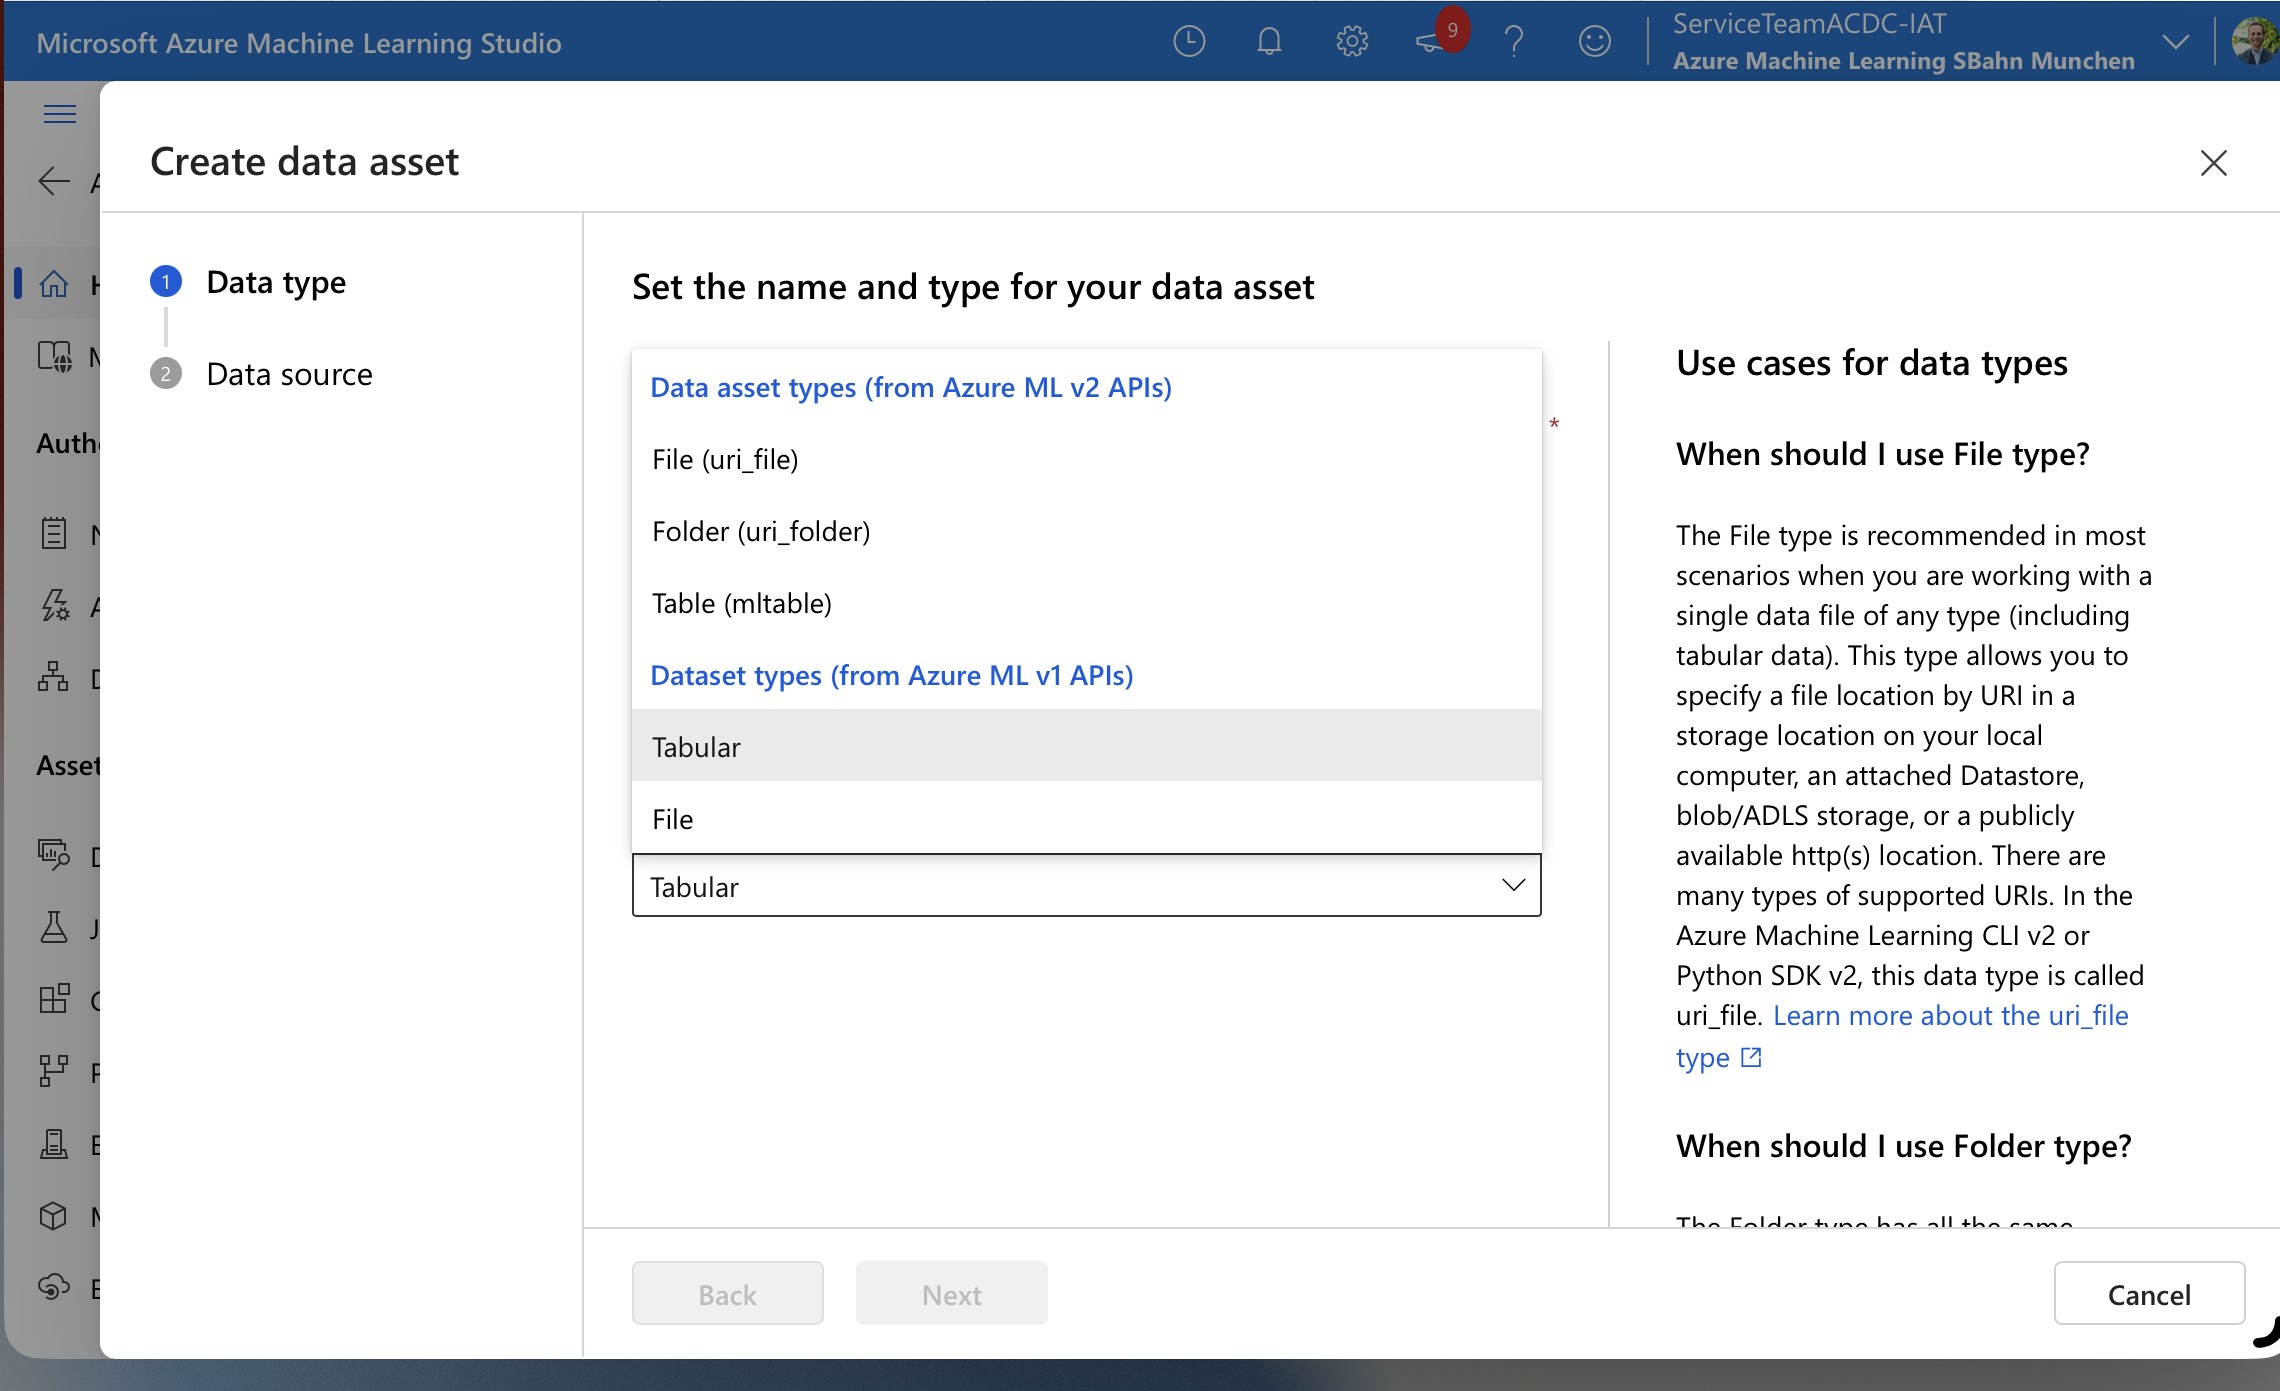 Microsoft Azure Machine Learning Studio
9
ServiceTeamACDC-IAT
Azure Machine Learning SBahn Munchen
Create data asset
1 Data type
2 Data source
Set the name and type for your data asset
Data asset types (from Azure ML v2 APIs)
*
File (uri_file)
Folder (uri_folder)
Table (mltable)
Dataset types (from Azure ML v1 APIs)
Tabular
File
Tabular
Use cases for data types
When should I use File type?
The File type is recommended in most
scenarios when you are working with a
single data file of any type (including
tabular data). This type allows you to
specify a file location by URI in a
storage location on your local
computer, an attached Datastore,
blob/ADLS storage, or a publicly
available http(s) location. There are
many types of supported URIs. In the
Azure Machine Learning CLI v2 or
Python SDK v2, this data type is called
uri_file. Learn more about the uri_file
type
When should I use Folder type?
The Folder type has all the same
Back
Next
Cancel